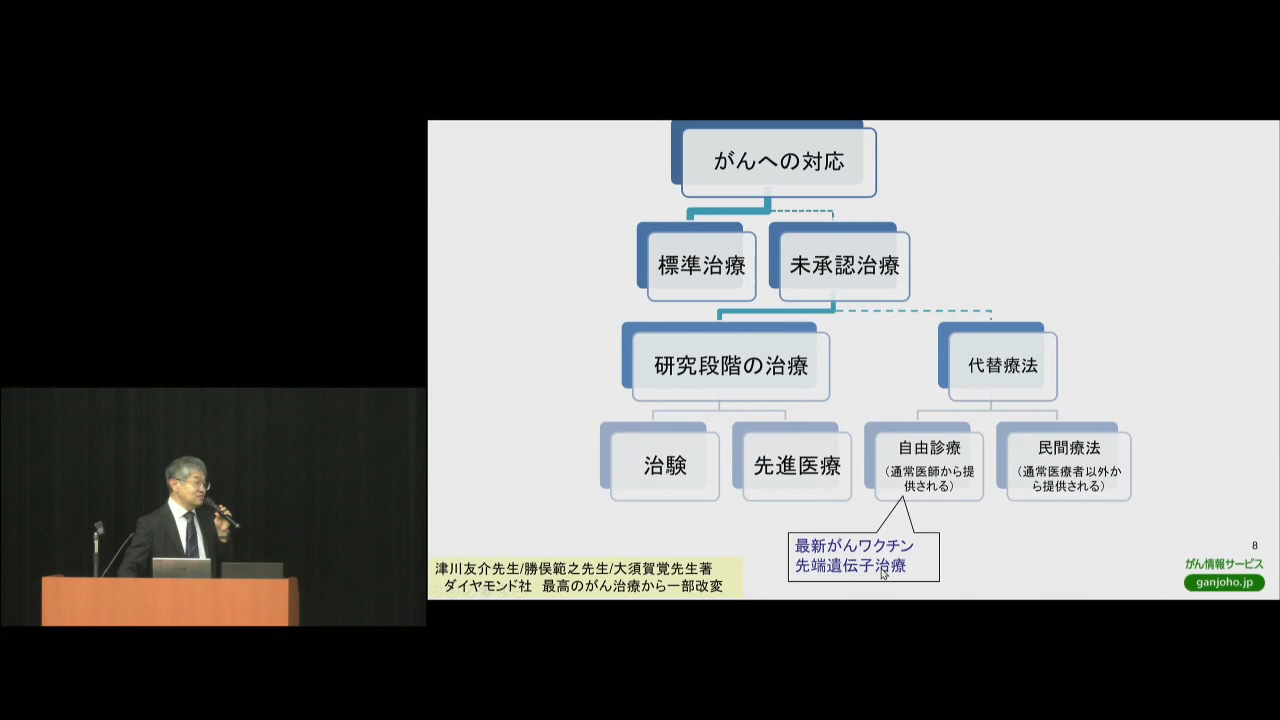 がんへの対応
標準治療
未承認治療
研究段階の治療
代替療法
治験
先進医療
自由診療
（通常医師から提
供される）
民間療法
（通常医療者以外か
ら提供される）
最新がんワクチン
先端遺伝子治療
津川友介先生/勝俣範之先生/大須賀覚先生著
ダイヤモンド社 最高のがん治療から一部改変
8
がん情報サービス
ganjoho.jp